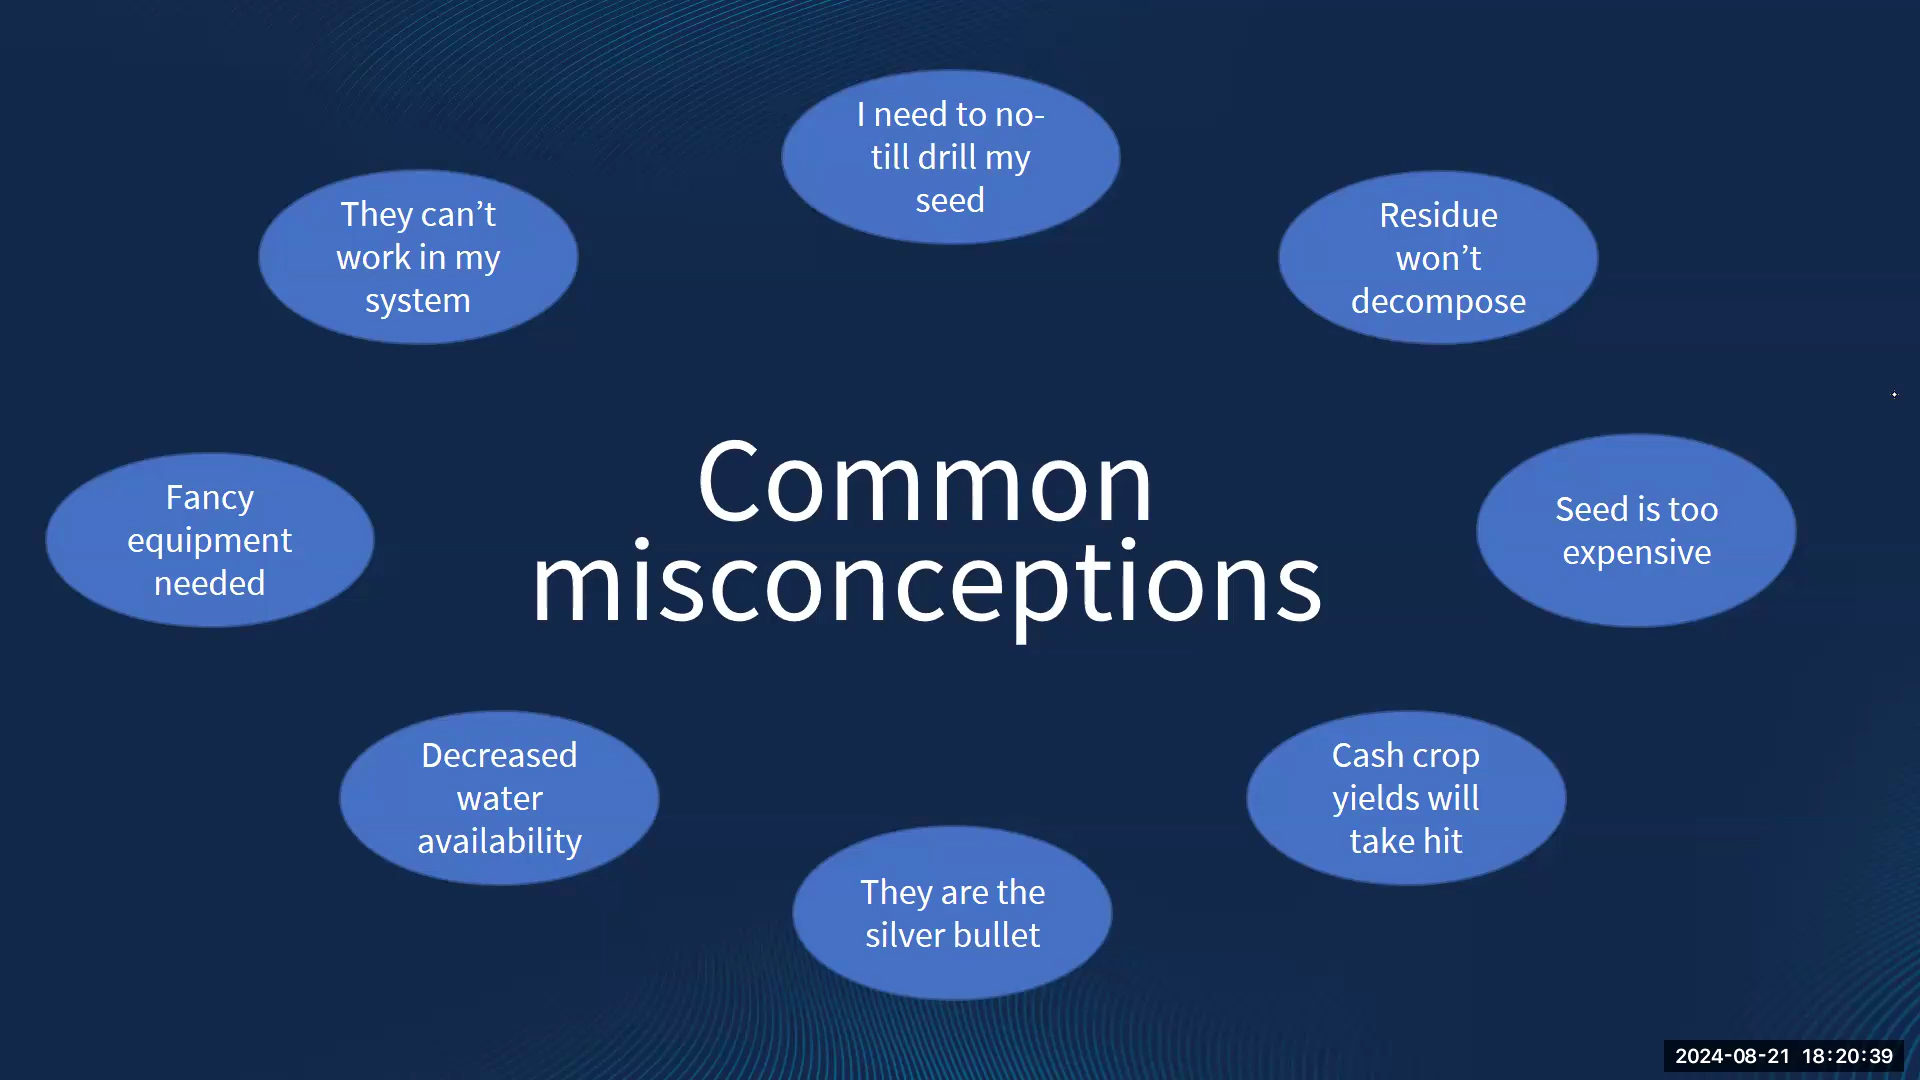 I need to no-
till drill my
seed
They can’t
work in my
system
Residue
won’t
decompose
Common
misconceptions
Fancy
equipment
needed
Seed is too
expensive
Decreased
water
availability
Cash crop
yields will
take hit
They are the
silver bullet
2024-08-21 18:20:39